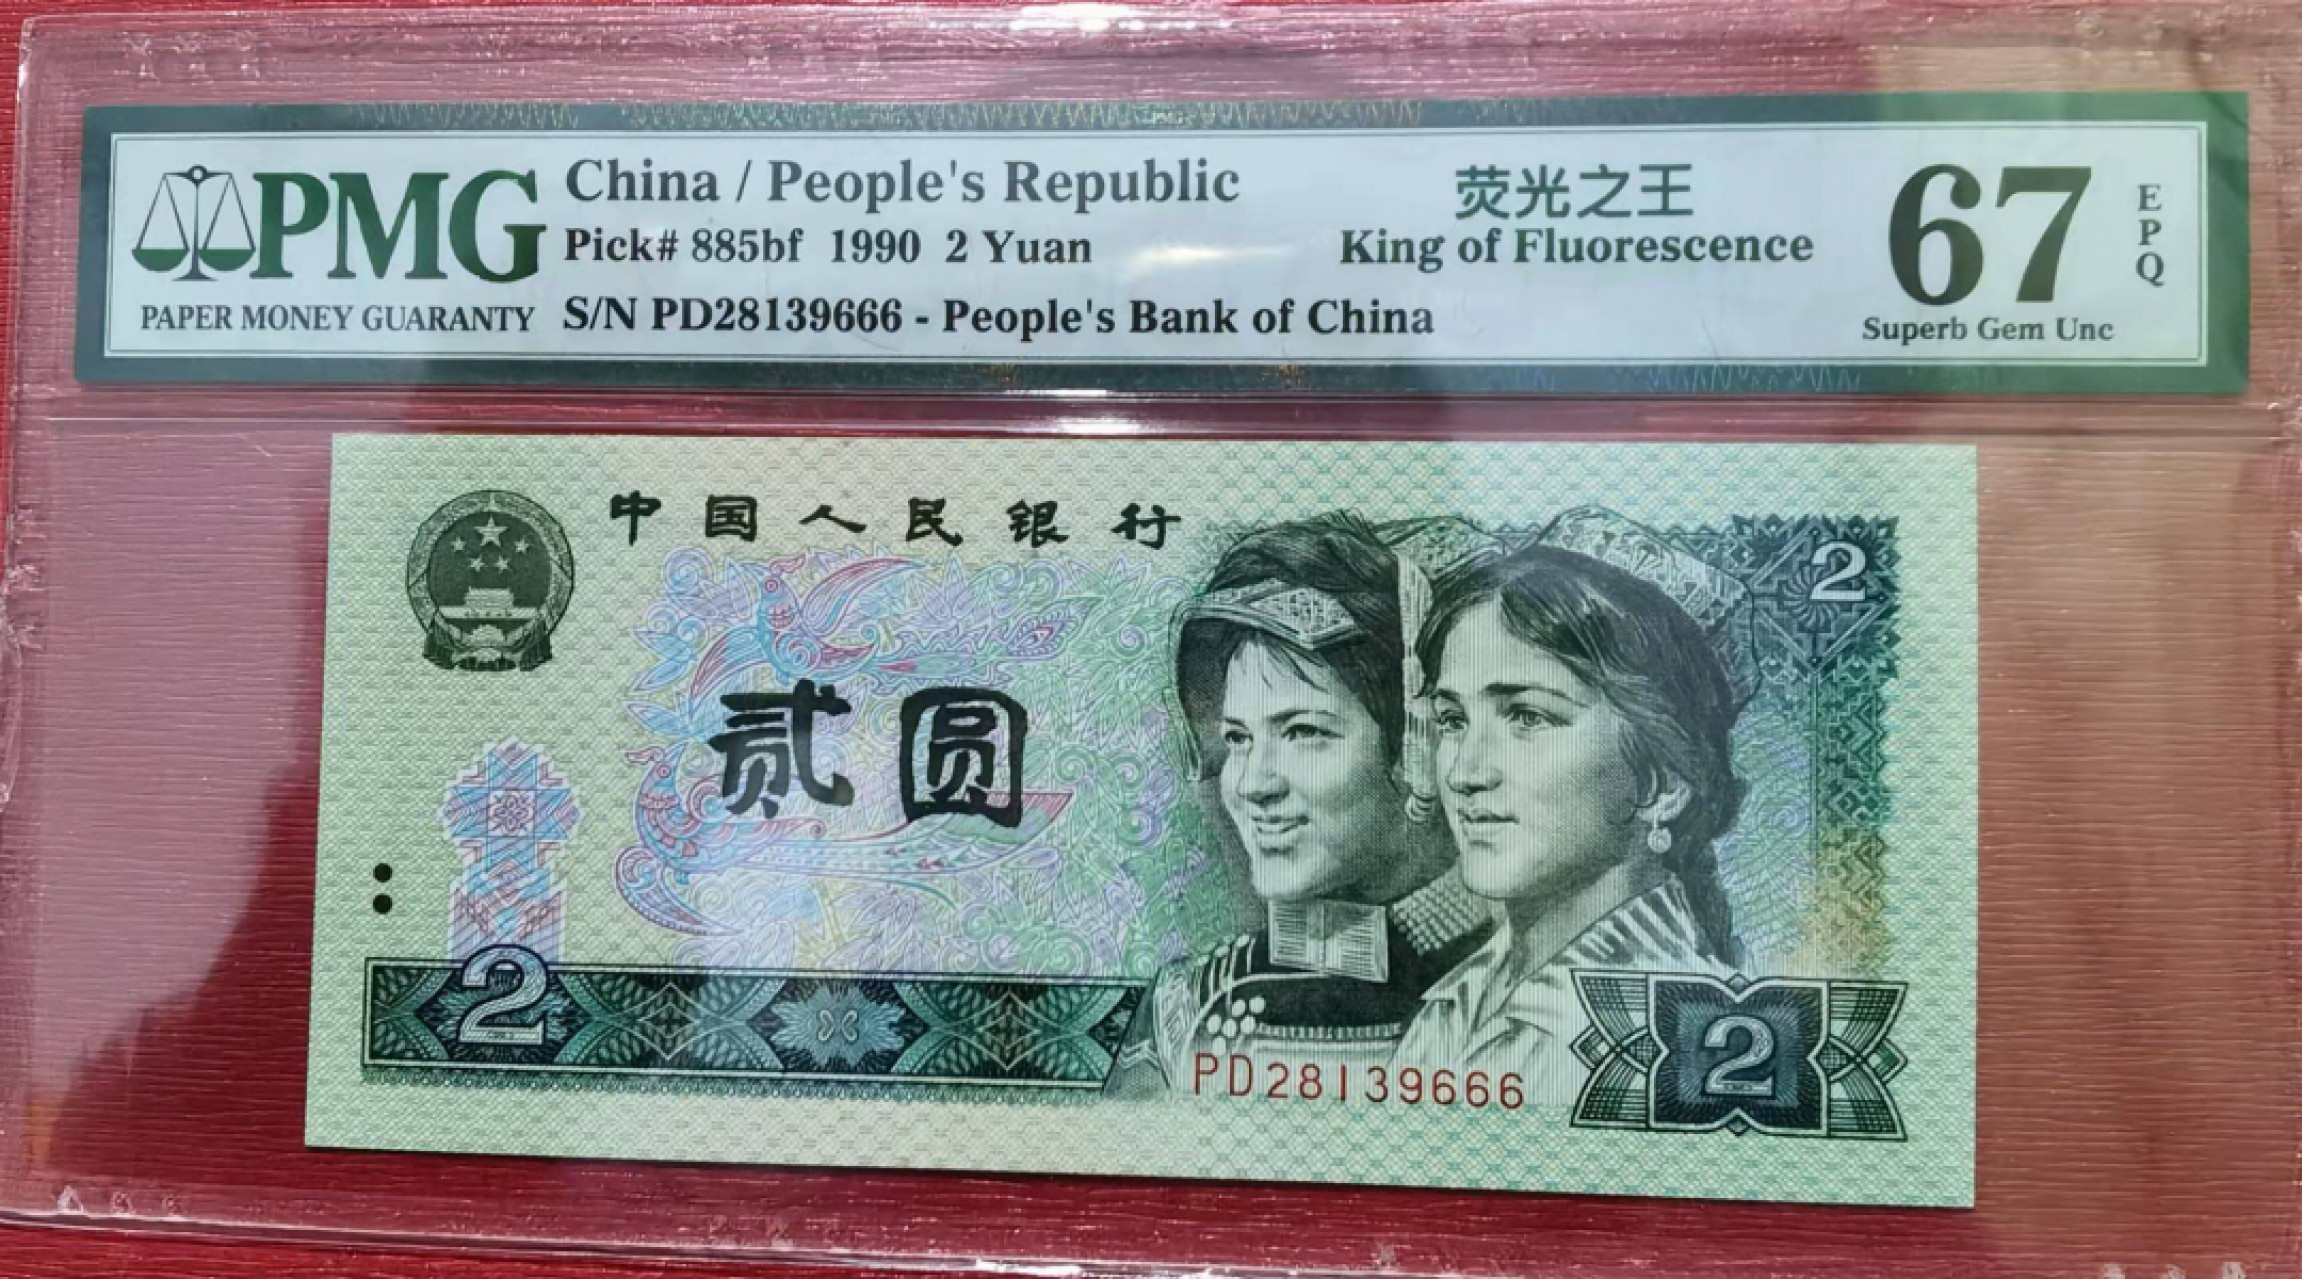 PMG
PAPER MONEY GUARANTY
China / People's Republic
Pick# 885bf 1990 2 Yuan
S/N PD28139666 - People's Bank of China
荧光之王
King of Fluorescence
67
EPQ
Superb Gem Unc
中国人民银行
2
贰圆
2
PD28139666
2